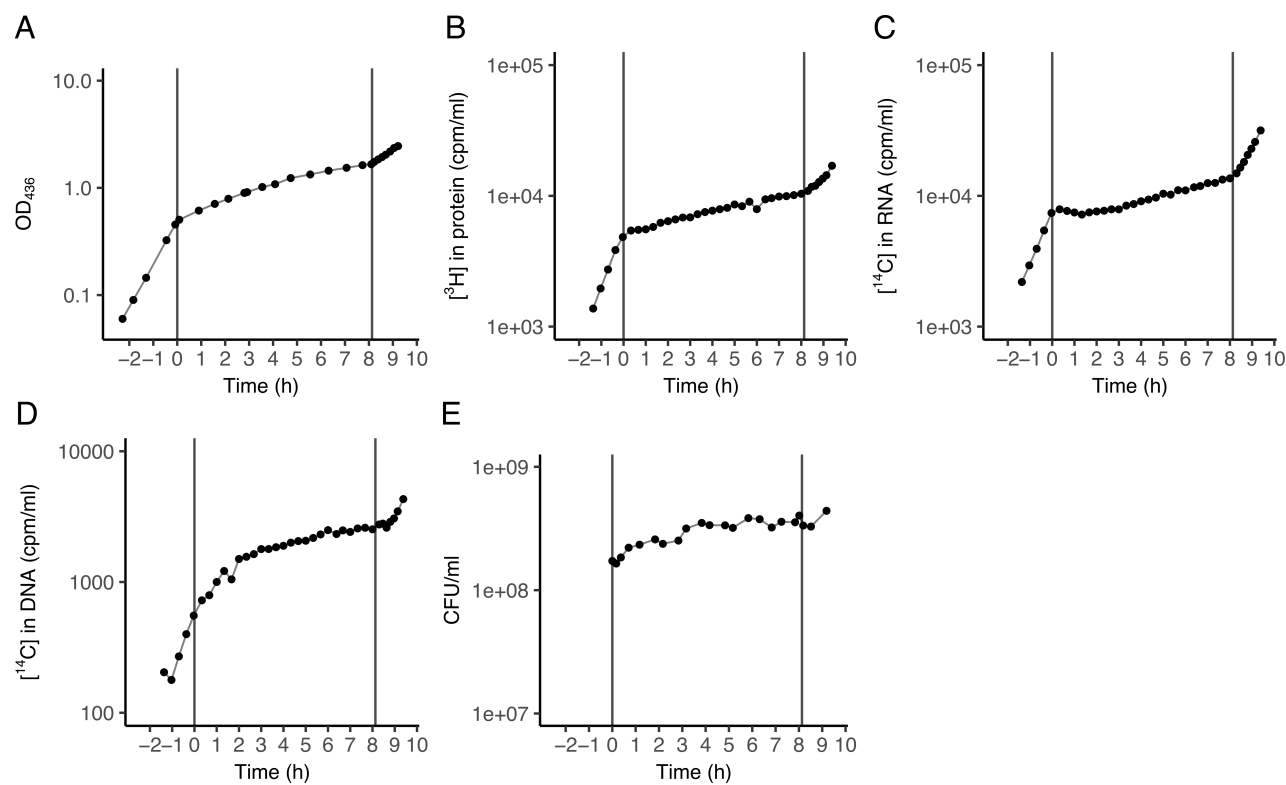 A
B
C
10.0
1.0
0.1
OD436
−2 −1 0 1 2 3 4 5 6 7 8 9 10
Time (h)
1e+05
1e+04
1e+03
[³H] in protein (cpm/ml)
−2 −1 0 1 2 3 4 5 6 7 8 9 10
Time (h)
1e+05
1e+04
1e+03
[¹⁴C] in RNA (cpm/ml)
−2 −1 0 1 2 3 4 5 6 7 8 9 10
Time (h)
D
E
10000
1000
100
[¹⁴C] in DNA (cpm/ml)
−2 −1 0 1 2 3 4 5 6 7 8 9 10
Time (h)
1e+09
1e+08
1e+07
CFU/ml
−2 −1 0 1 2 3 4 5 6 7 8 9 10
Time (h)